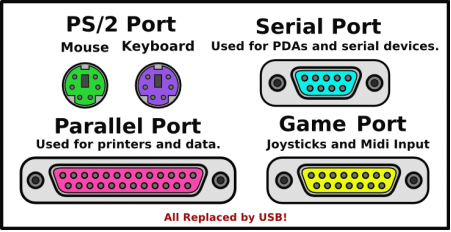 PS/2 Port
Mouse Keyboard
Serial Port
Used for PDAs and serial devices.
Parallel Port
Used for printers and data.
Game Port
Joysticks and Midi Input
All Replaced by USB!